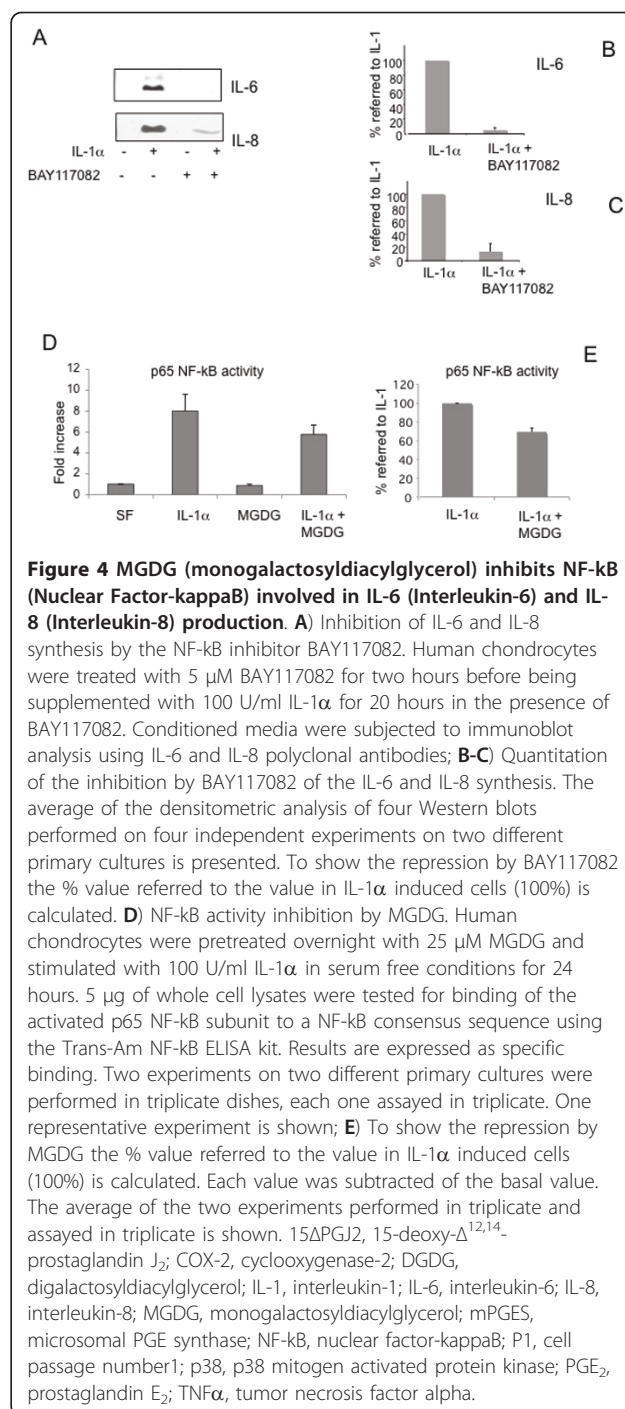 A
IL-6
IL-8
IL-1α - + - +
BAY117082 - - + +
B
IL-6
% referred to IL-1
100
80
60
40
20
0
IL-1α IL-1α +
BAY117082
IL-8
C
% referred to IL-1
100
80
60
40
20
0
IL-1α IL-1α +
BAY117082
D
p65 NF-kB activity
Fold increase
12
10
8
6
4
2
0
SF IL-1α MGDG IL-1α +
MGDG
E
p65 NF-kB activity
% referred to IL-1
120
100
80
60
40
20
0
IL-1α IL-1α +
MGDG
Figure 4 MGDG (monogalactosyldiacylglycerol) inhibits NF-kB
(Nuclear Factor-kappaB) involved in IL-6 (Interleukin-6) and IL-
8 (Interleukin-8) production. A) Inhibition of IL-6 and IL-8
synthesis by the NF-kB inhibitor BAY117082. Human chondrocytes
were treated with 5 μM BAY117082 for two hours before being
supplemented with 100 U/ml IL-1α for 20 hours in the presence of
BAY117082. Conditioned media were subjected to immunoblot
analysis using IL-6 and IL-8 polyclonal antibodies; B-C) Quantitation
of the inhibition by BAY117082 of the IL-6 and IL-8 synthesis. The
average of the densitometric analysis of four Western blots
performed on four independent experiments on two different
primary cultures is presented. To show the repression by BAY117082
the % value referred to the value in IL-1α induced cells (100%) is
calculated. D) NF-kB activity inhibition by MGDG. Human
chondrocytes were pretreated overnight with 25 μM MGDG and
stimulated with 100 U/ml IL-1α in serum free conditions for 24
hours. 5 μg of whole cell lysates were tested for binding of the
activated p65 NF-kB subunit to a NF-kB consensus sequence using
the Trans-Am NF-kB ELISA kit. Results are expressed as specific
binding. Two experiments on two different primary cultures were
performed in triplicate dishes, each one assayed in triplicate. One
representative experiment is shown; E) To show the repression by
MGDG the % value referred to the value in IL-1α induced cells
(100%) is calculated. Each value was subtracted of the basal value.
The average of the two experiments performed in triplicate and
assayed in triplicate is shown. 15ΔPGJ2, 15-deoxy-Δ12,14-
prostaglandin J2; COX-2, cyclooxygenase-2; DGDG,
digalactosyldiacylglycerol; IL-1, interleukin-1; IL-6, interleukin-6; IL-8,
interleukin-8; MGDG, monogalactosyldiacylglycerol; mPGES,
microsomal PGE synthase; NF-kB, nuclear factor-kappaB; P1, cell
passage number1; p38, p38 mitogen activated protein kinase; PGE2,
prostaglandin E2; TNFα, tumor necrosis factor alpha.